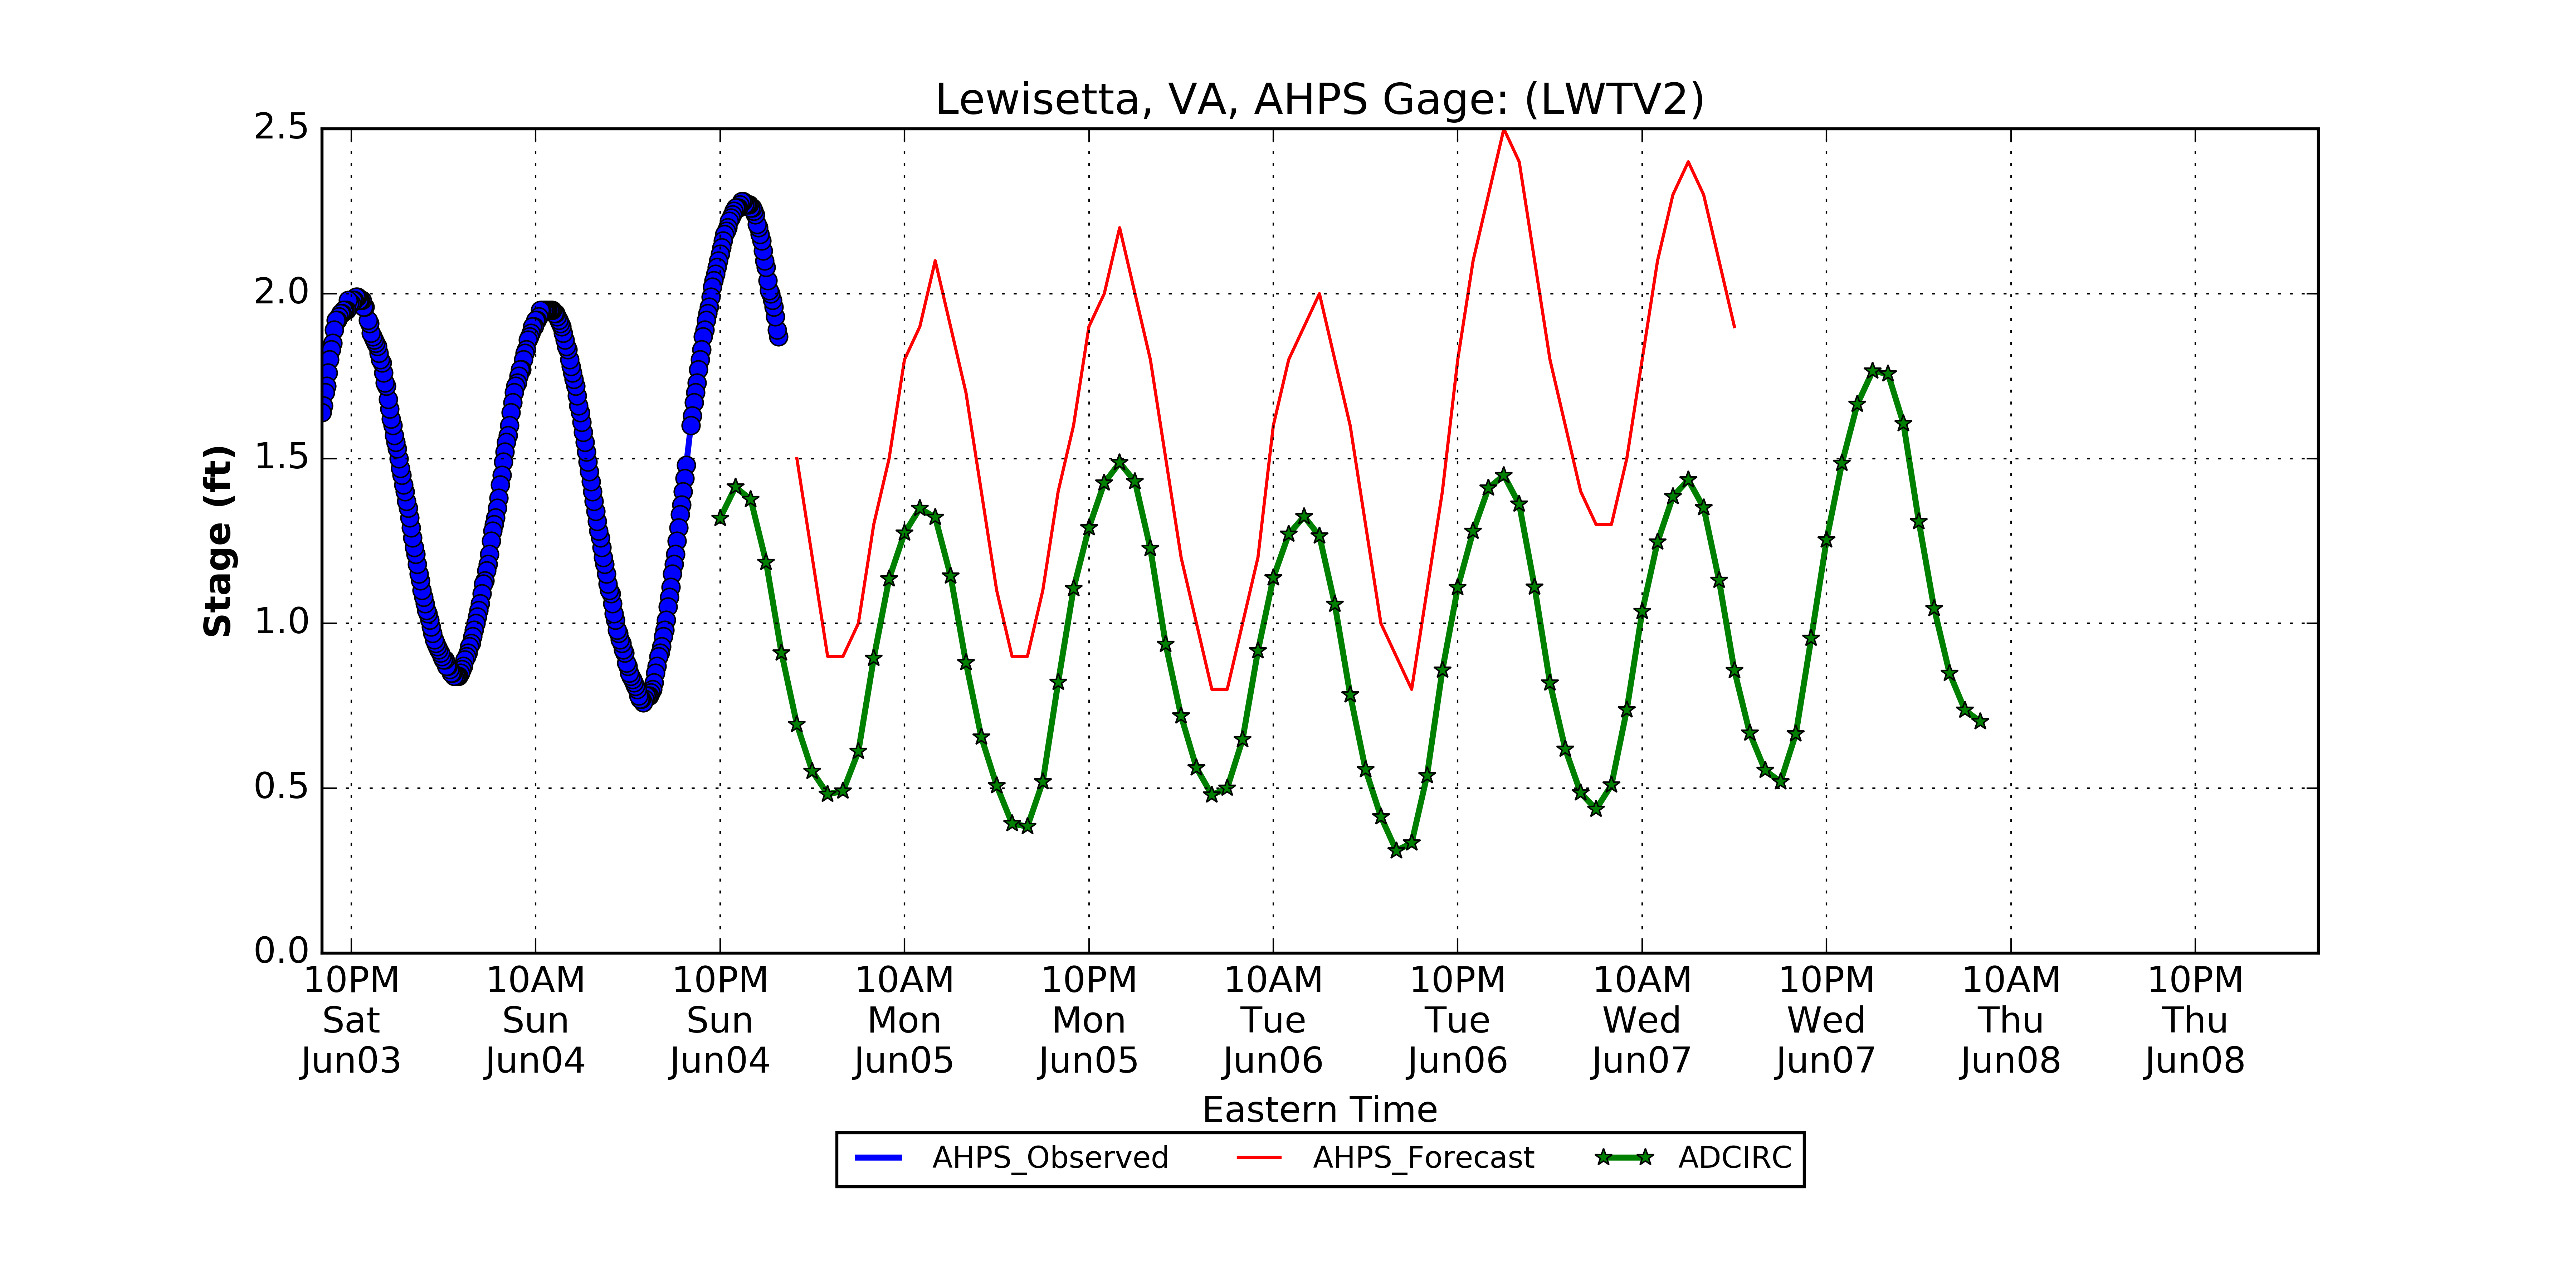 Lewisetta, VA, AHPS Gage: (LWTV2)
2.5
2.0
1.5
1.0
0.5
0.0
Stage (ft)
10PM 10AM 10PM 10AM 10PM 10AM 10PM 10AM 10PM 10AM 10PM
Sat Sun Sun Mon Mon Tue Tue Wed Wed Thu Thu
Jun03 Jun04 Jun04 Jun05 Jun05 Jun06 Jun06 Jun07 Jun07 Jun08 Jun08
Eastern Time
AHPS_Observed AHPS_Forecast ADCIRC